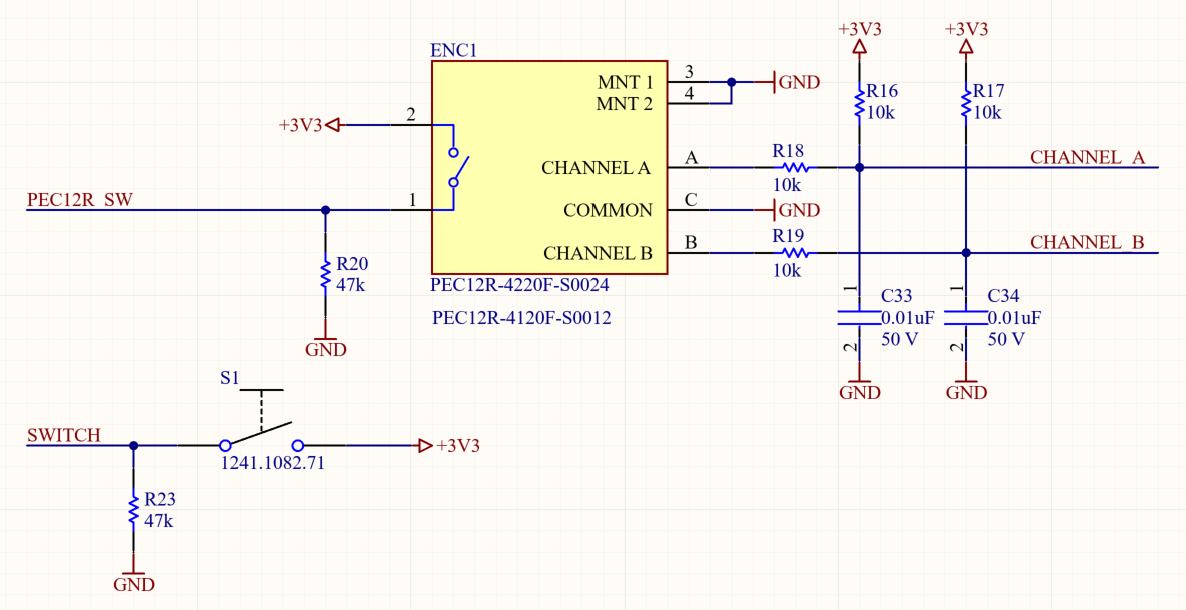 +3V3
+3V3
ENC1
MNT 1
3
GND
MNT 2
4
R16
10k
R17
10k
+3V3
2
CHANNEL A
A
R18
10k
CHANNEL_A
PEC12R_SW
1
COMMON
C
GND
CHANNEL B
B
R19
10k
CHANNEL_B
R20
47k
GND
PEC12R-4220F-S0024
PEC12R-4120F-S0012
1
C33
0.01uF
50 V
2
GND
1
C34
0.01uF
50 V
2
GND
S1
SWITCH
+3V3
1241.1082.71
R23
47k
GND